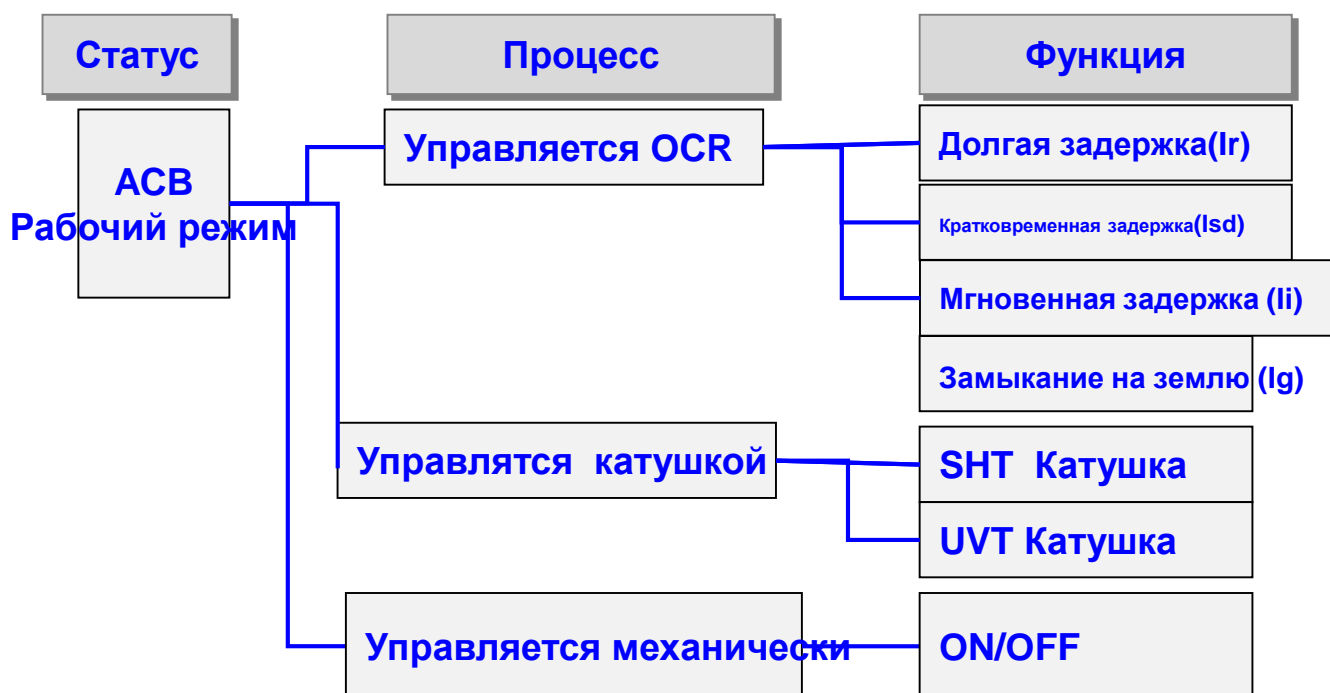 Статус
Процесс
Функция
ACB
Рабочий режим
Управляется OCR
Долгая задержка(Ir)
Кратковременная задержка(Isd)
Мгновенная задержка (Ii)
Замыкание на землю (Ig)
Управлятся катушкой
SHT Катушка
UVT Катушка
Управляется механически
ON/OFF